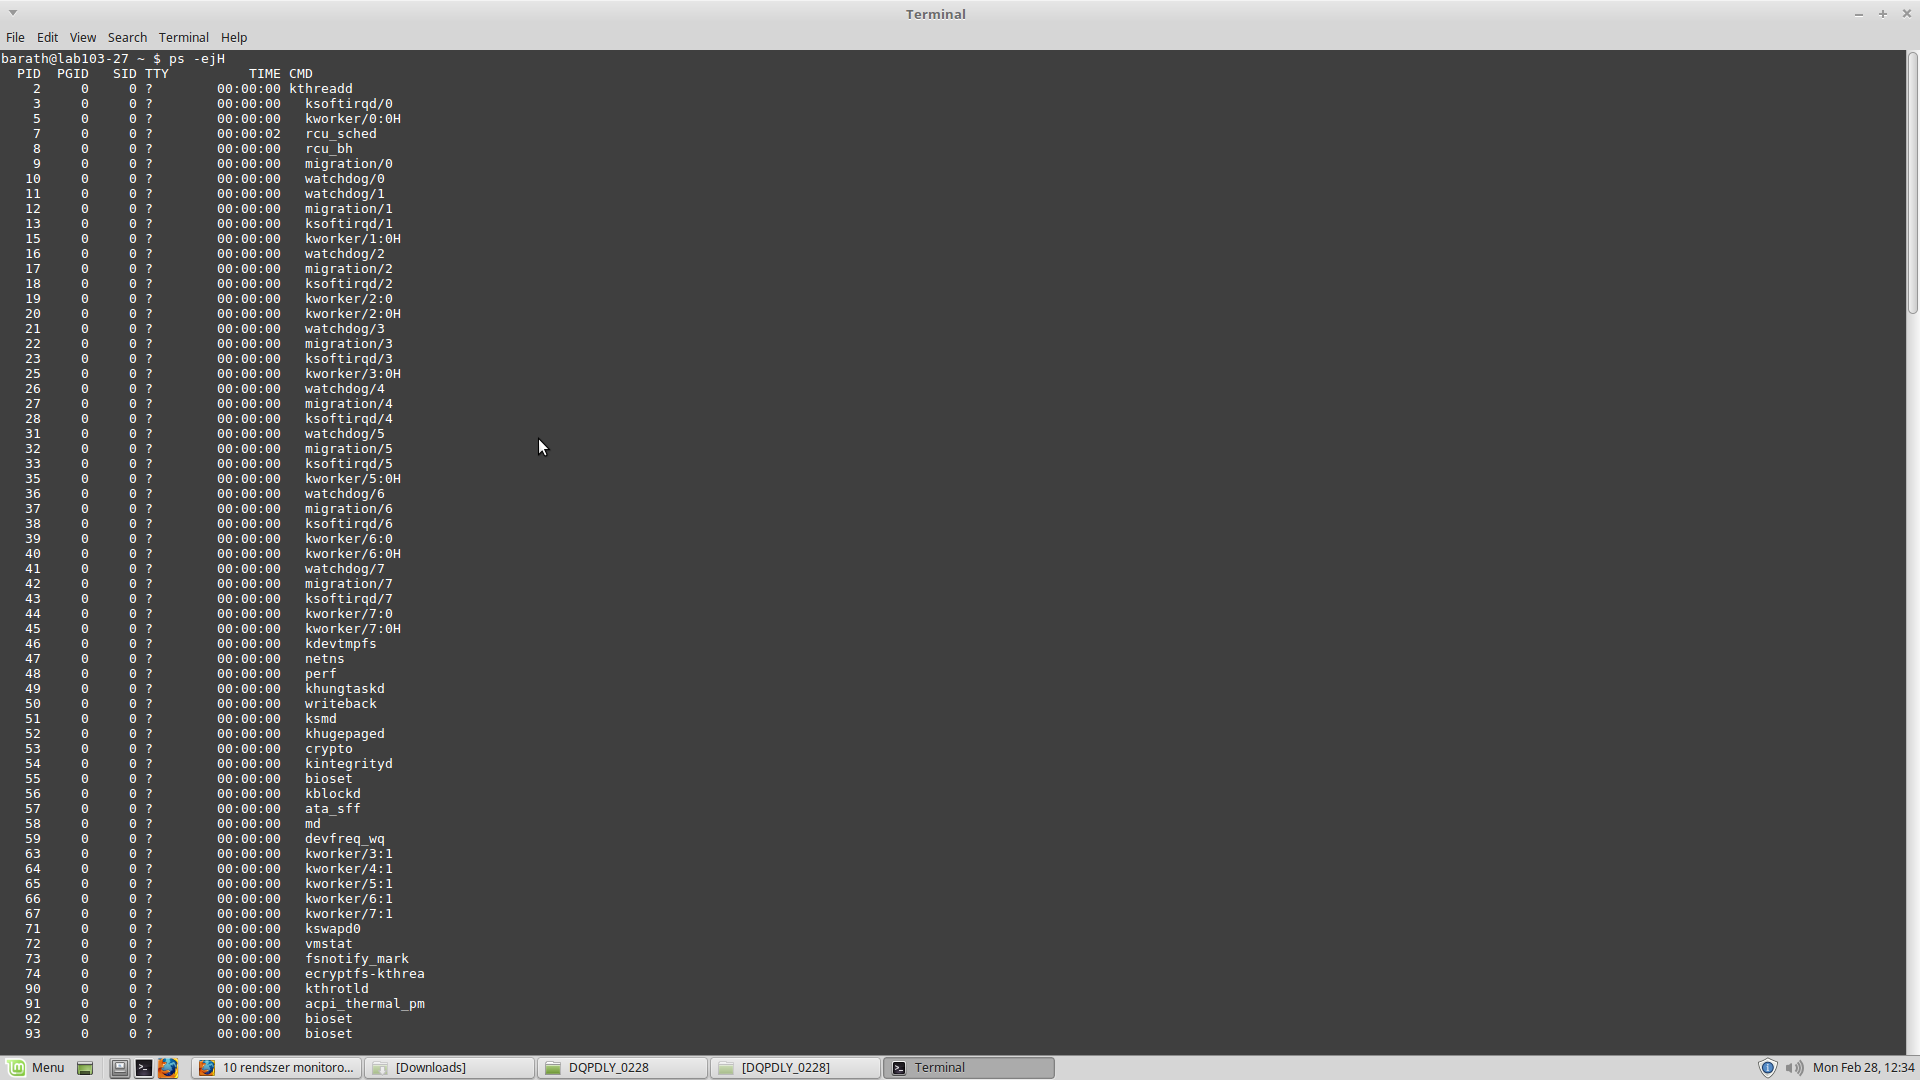 Terminal
File Edit View Search Terminal Help
barath@lab103-27 ~ $ ps -ejH
PID PGID SID TTY TIME CMD
2 0 0 ? 00:00:00 kthreadd
3 0 0 ? 00:00:00 ksoftirqd/0
5 0 0 ? 00:00:00 kworker/0:0H
7 0 0 ? 00:00:02 rcu_sched
8 0 0 ? 00:00:00 rcu_bh
9 0 0 ? 00:00:00 migration/0
10 0 0 ? 00:00:00 watchdog/0
11 0 0 ? 00:00:00 watchdog/1
12 0 0 ? 00:00:00 migration/1
13 0 0 ? 00:00:00 ksoftirqd/1
15 0 0 ? 00:00:00 kworker/1:0H
16 0 0 ? 00:00:00 watchdog/2
17 0 0 ? 00:00:00 migration/2
18 0 0 ? 00:00:00 ksoftirqd/2
19 0 0 ? 00:00:00 kworker/2:0
20 0 0 ? 00:00:00 kworker/2:0H
21 0 0 ? 00:00:00 watchdog/3
22 0 0 ? 00:00:00 migration/3
23 0 0 ? 00:00:00 ksoftirqd/3
25 0 0 ? 00:00:00 kworker/3:0H
26 0 0 ? 00:00:00 watchdog/4
27 0 0 ? 00:00:00 migration/4
28 0 0 ? 00:00:00 ksoftirqd/4
31 0 0 ? 00:00:00 watchdog/5
32 0 0 ? 00:00:00 migration/5
33 0 0 ? 00:00:00 ksoftirqd/5
35 0 0 ? 00:00:00 kworker/5:0H
36 0 0 ? 00:00:00 watchdog/6
37 0 0 ? 00:00:00 migration/6
38 0 0 ? 00:00:00 ksoftirqd/6
39 0 0 ? 00:00:00 kworker/6:0
40 0 0 ? 00:00:00 kworker/6:0H
41 0 0 ? 00:00:00 watchdog/7
42 0 0 ? 00:00:00 migration/7
43 0 0 ? 00:00:00 ksoftirqd/7
44 0 0 ? 00:00:00 kworker/7:0
45 0 0 ? 00:00:00 kworker/7:0H
46 0 0 ? 00:00:00 kdevtmpfs
47 0 0 ? 00:00:00 netns
48 0 0 ? 00:00:00 perf
49 0 0 ? 00:00:00 khungtaskd
50 0 0 ? 00:00:00 writeback
51 0 0 ? 00:00:00 ksmd
52 0 0 ? 00:00:00 khugepaged
53 0 0 ? 00:00:00 crypto
54 0 0 ? 00:00:00 kintegrityd
55 0 0 ? 00:00:00 bioset
56 0 0 ? 00:00:00 kblockd
57 0 0 ? 00:00:00 ata_sff
58 0 0 ? 00:00:00 md
59 0 0 ? 00:00:00 devfreq_wq
63 0 0 ? 00:00:00 kworker/3:1
64 0 0 ? 00:00:00 kworker/4:1
65 0 0 ? 00:00:00 kworker/5:1
66 0 0 ? 00:00:00 kworker/6:1
67 0 0 ? 00:00:00 kworker/7:1
71 0 0 ? 00:00:00 kswapd0
72 0 0 ? 00:00:00 vmstat
73 0 0 ? 00:00:00 fsnotify_mark
74 0 0 ? 00:00:00 ecryptfs-kthrea
90 0 0 ? 00:00:00 kthrotld
91 0 0 ? 00:00:00 acpi_thermal_pm
92 0 0 ? 00:00:00 bioset
93 0 0 ? 00:00:00 bioset
Menu 10 rendszer monitoro... [Downloads] DQPDLY_0228 [DQPDLY_0228] Terminal Mon Feb 28, 12:34